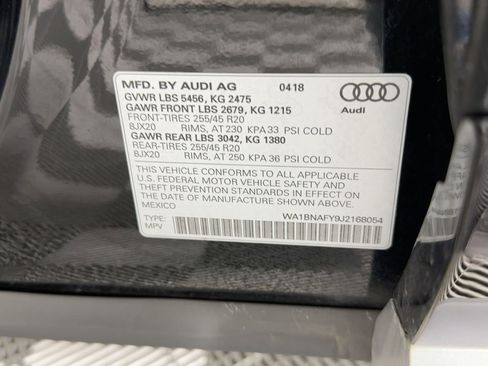 MFD. BY AUDI AG 04 18
GVWR LBS 5456, KG 2475
GAWR FRONT LBS 2679, KG 1215
FRONT-TIRES 255/45 R20
8JX20 RIMS, AT 230 KPA 33 PSI COLD
GAWR REAR LBS 3042, KG 1380
REAR-TIRES 255/45 R20
8JX20 RIMS, AT 250 KPA 36 PSI COLD
Audi
THIS VEHICLE CONFORMS TO ALL APPLICABLE
U.S. FEDERAL MOTOR VEHICLE SAFETY AND
THEFT PREVENTION STANDARDS IN EFFECT ON THE
DATE OF MANUFACTURE SHOWN ABOVE.
MEXICO
TYPE: WA1BNAFY9J2168054
MPV